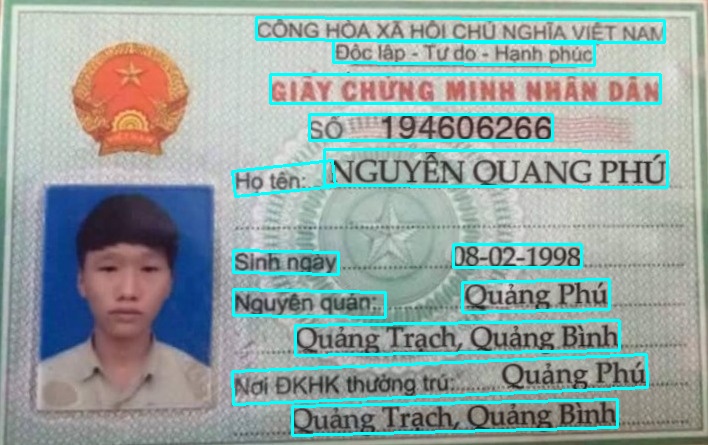 CỘNG HÒA XÃ HỘI CHỦ NGHĨA VIỆT NAM
Độc lập - Tự do - Hạnh phúc
GIẤY CHỨNG MINH NHÂN DÂN
SỐ 194606266
Họ tên: NGUYỄN QUANG PHÚ
Sinh ngày 08-02-1998
Nguyên quán: Quảng Phú
Quảng Trạch, Quảng Bình
Nơi ĐKHK thường trú: Quảng Phú
Quảng Trạch, Quảng Bình